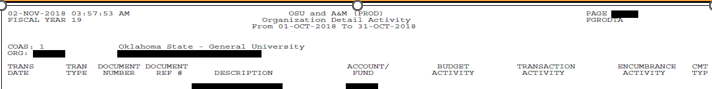 02-NOV-2018 03:57:53 AM OSU and A&M (PROD) PAGE
FISCAL YEAR 19 Organization Detail Activity FGRODTA
From 01-OCT-2018 To 31-OCT-2018
COAS: 1 Oklahoma State - General University
ORG:
TRANS TRAN DOCUMENT DOCUMENT ACCOUNT/ BUDGET TRANSACTION ENCUMBRANCE CMT
DATE TYPE NUMBER REF # DESCRIPTION FUND ACTIVITY ACTIVITY ACTIVITY TYP